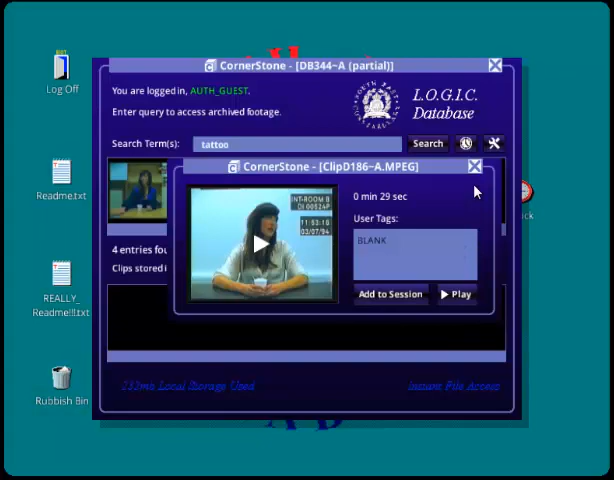 Log Off
Readme.txt
REALLY_
Readme!!!.txt
Rubbish Bin
CornerStone - [DB344~A (partial)]
You are logged in, AUTH_GUEST.
Enter query to access archived footage.
L.O.G.I.C.
Database
Search Term(s):
tattoo
Search
CornerStone - [ClipD186~A.MPEG]
INT-ROOM B
11:53:15
03/07/94
0 min 29 sec
User Tags:
BLANK
Add to Session
Play
4 entries fou
Clips stored i
ck
Local Storage Used
Instant File Access